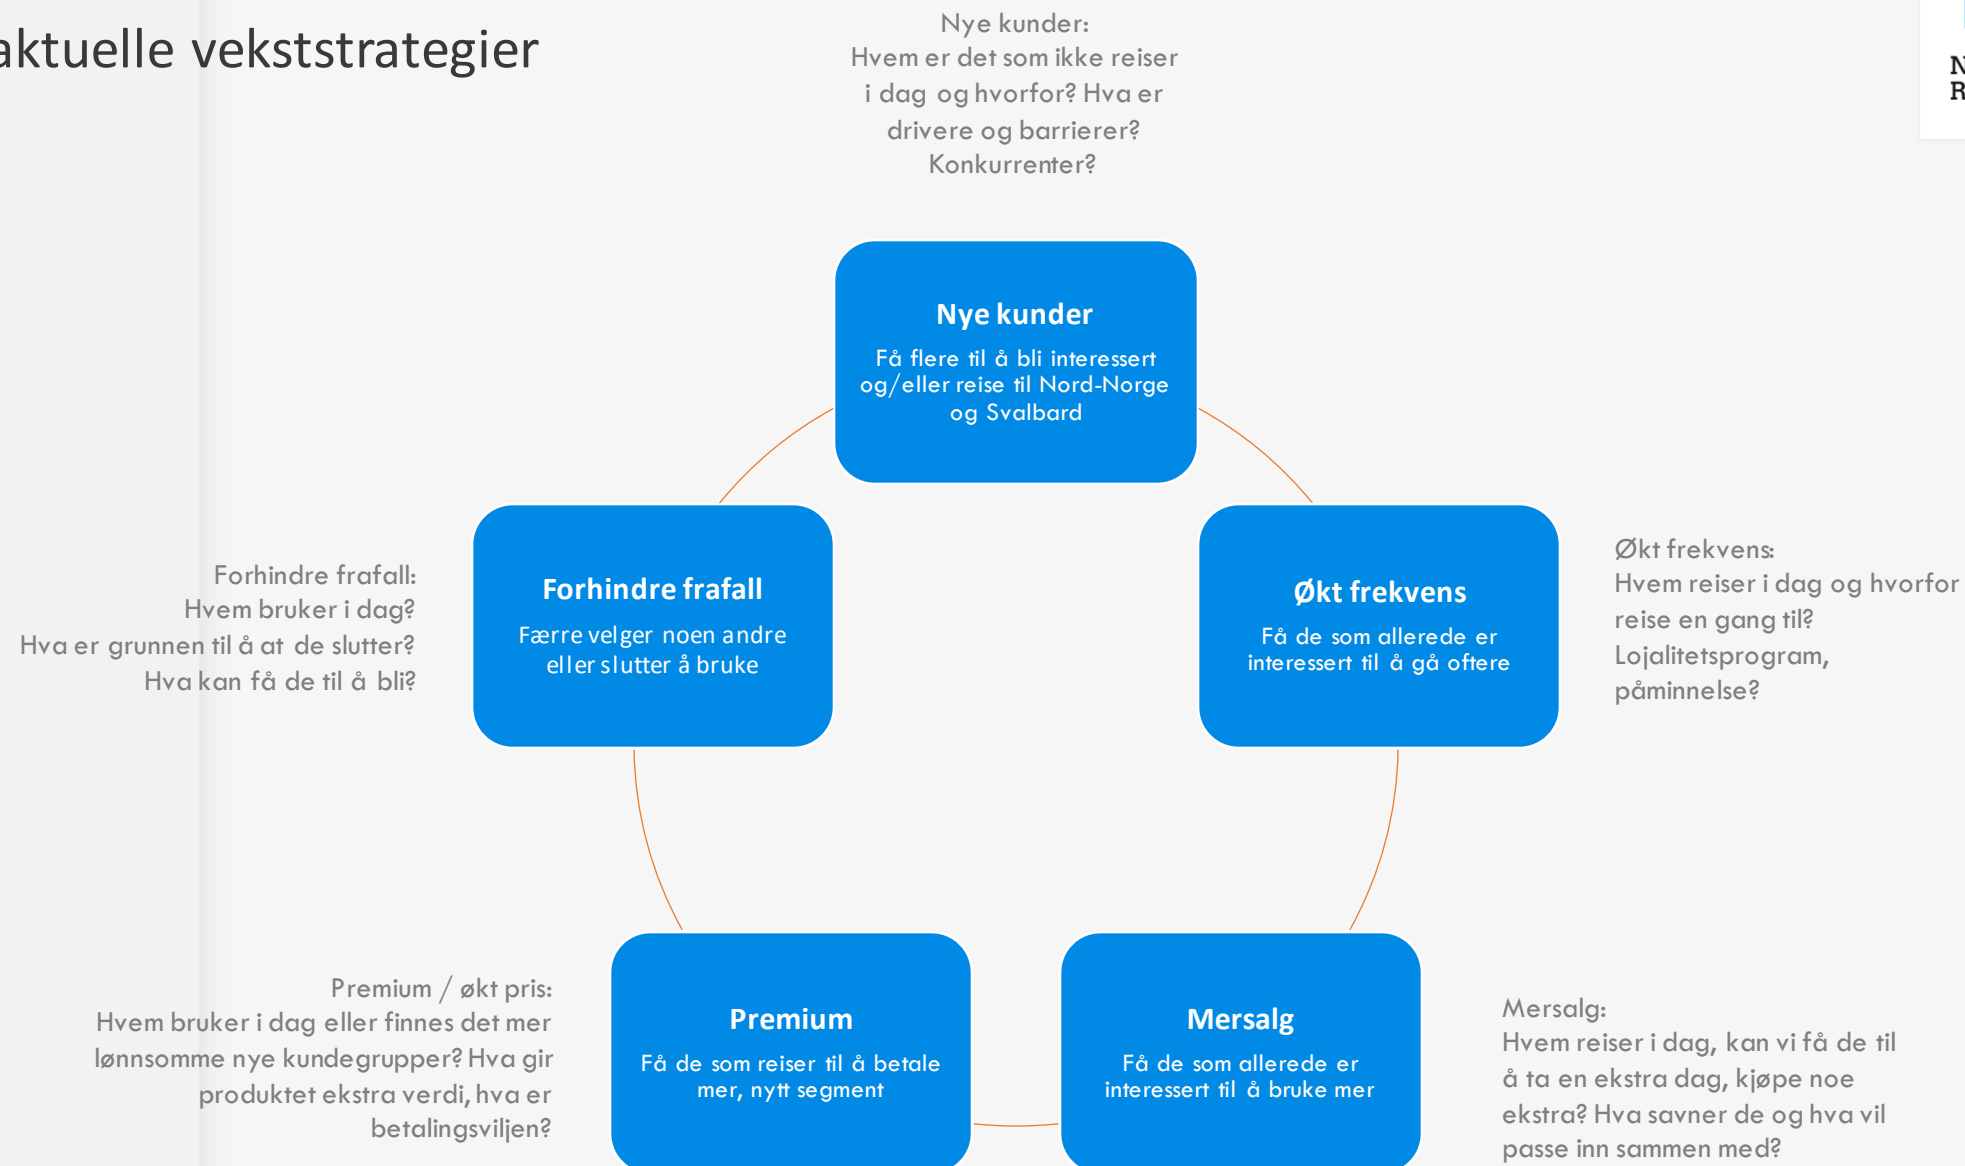 aktuelle vekststrategier
Nye kunder:
Hvem er det som ikke reiser
i dag og hvorfor? Hva er
drivere og barrierer?
Konkurrenter?
N
R
Nye kunder
Få flere til å bli interessert
og/eller reise til Nord-Norge
og Svalbard
Forhindre frafall:
Hvem bruker i dag?
Hva er grunnen til å at de slutter?
Hva kan få de til å bli?
Forhindre frafall
Færre velger noen andre
eller slutter å bruke
Økt frekvens
Få de som allerede er
interessert til å gå oftere
Økt frekvens:
Hvem reiser i dag og hvorfor
reise en gang til?
Lojalitetsprogram,
påminnelse?
Premium / økt pris:
Hvem bruker i dag eller finnes det mer
lønnsomme nye kundegrupper? Hva gir
produktet ekstra verdi, hva er
betalingsviljen?
Premium
Få de som reiser til å betale
mer, nytt segment
Mersalg
Få de som allerede er
interessert til å bruke mer
Mersalg:
Hvem reiser i dag, kan vi få de til
å ta en ekstra dag, kjøpe noe
ekstra? Hva savner de og hva vil
passe inn sammen med?